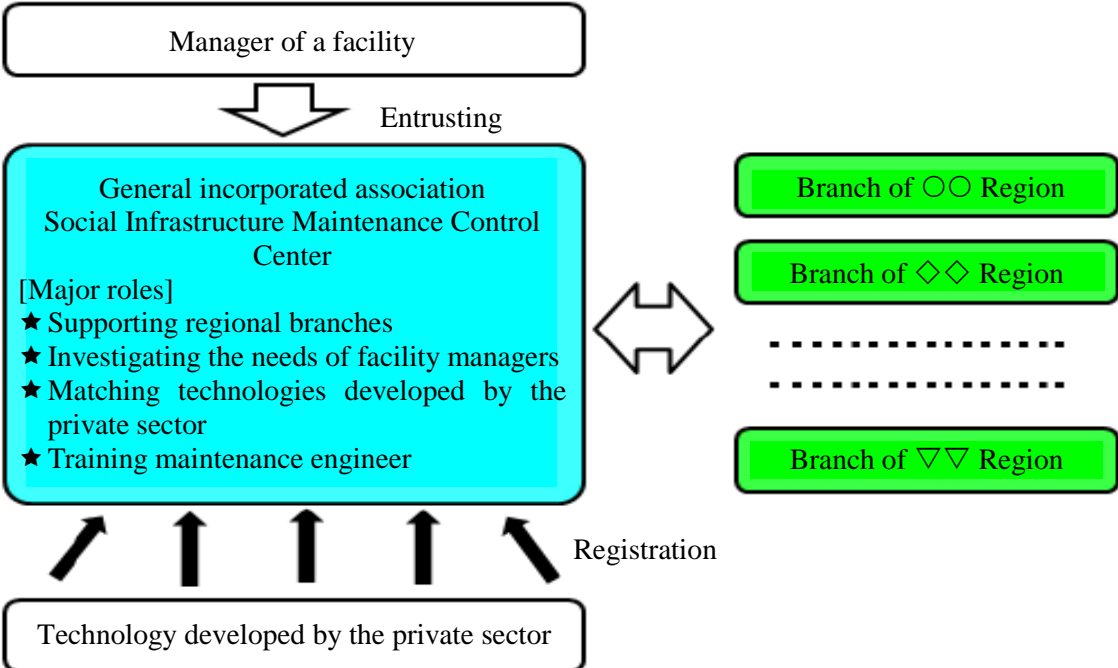 Manager of a facility
Entrusting
General incorporated association
Social Infrastructure Maintenance Control
Center
[Major roles]
★ Supporting regional branches
★ Investigating the needs of facility managers
★ Matching technologies developed by the
private sector
★ Training maintenance engineer
Branch of ○○ Region
Branch of ◇◇ Region
Branch of ▽▽ Region
Registration
Technology developed by the private sector